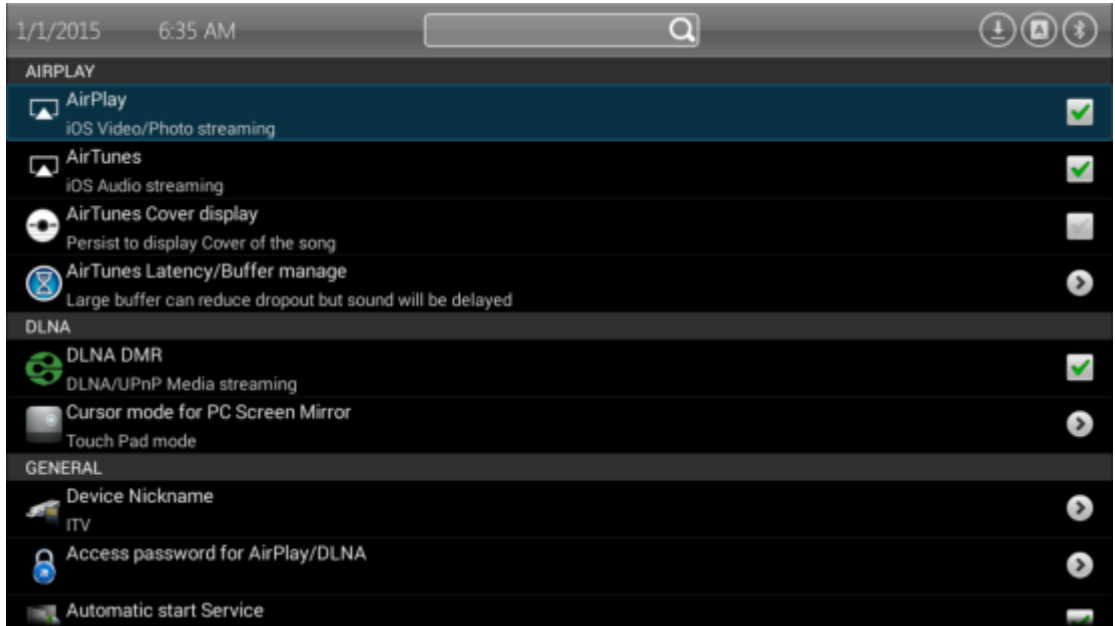 1/1/2015 6:35 AM
AIRPLAY
AirPlay
iOS Video/Photo streaming
AirTunes
iOS Audio streaming
AirTunes Cover display
Persist to display Cover of the song
AirTunes Latency/Buffer manage
Large buffer can reduce dropout but sound will be delayed
DLNA
DLNA DMR
DLNA/UPnP Media streaming
Cursor mode for PC Screen Mirror
Touch Pad mode
GENERAL
Device Nickname
ITV
Access password for AirPlay/DLNA
Automatic start Service